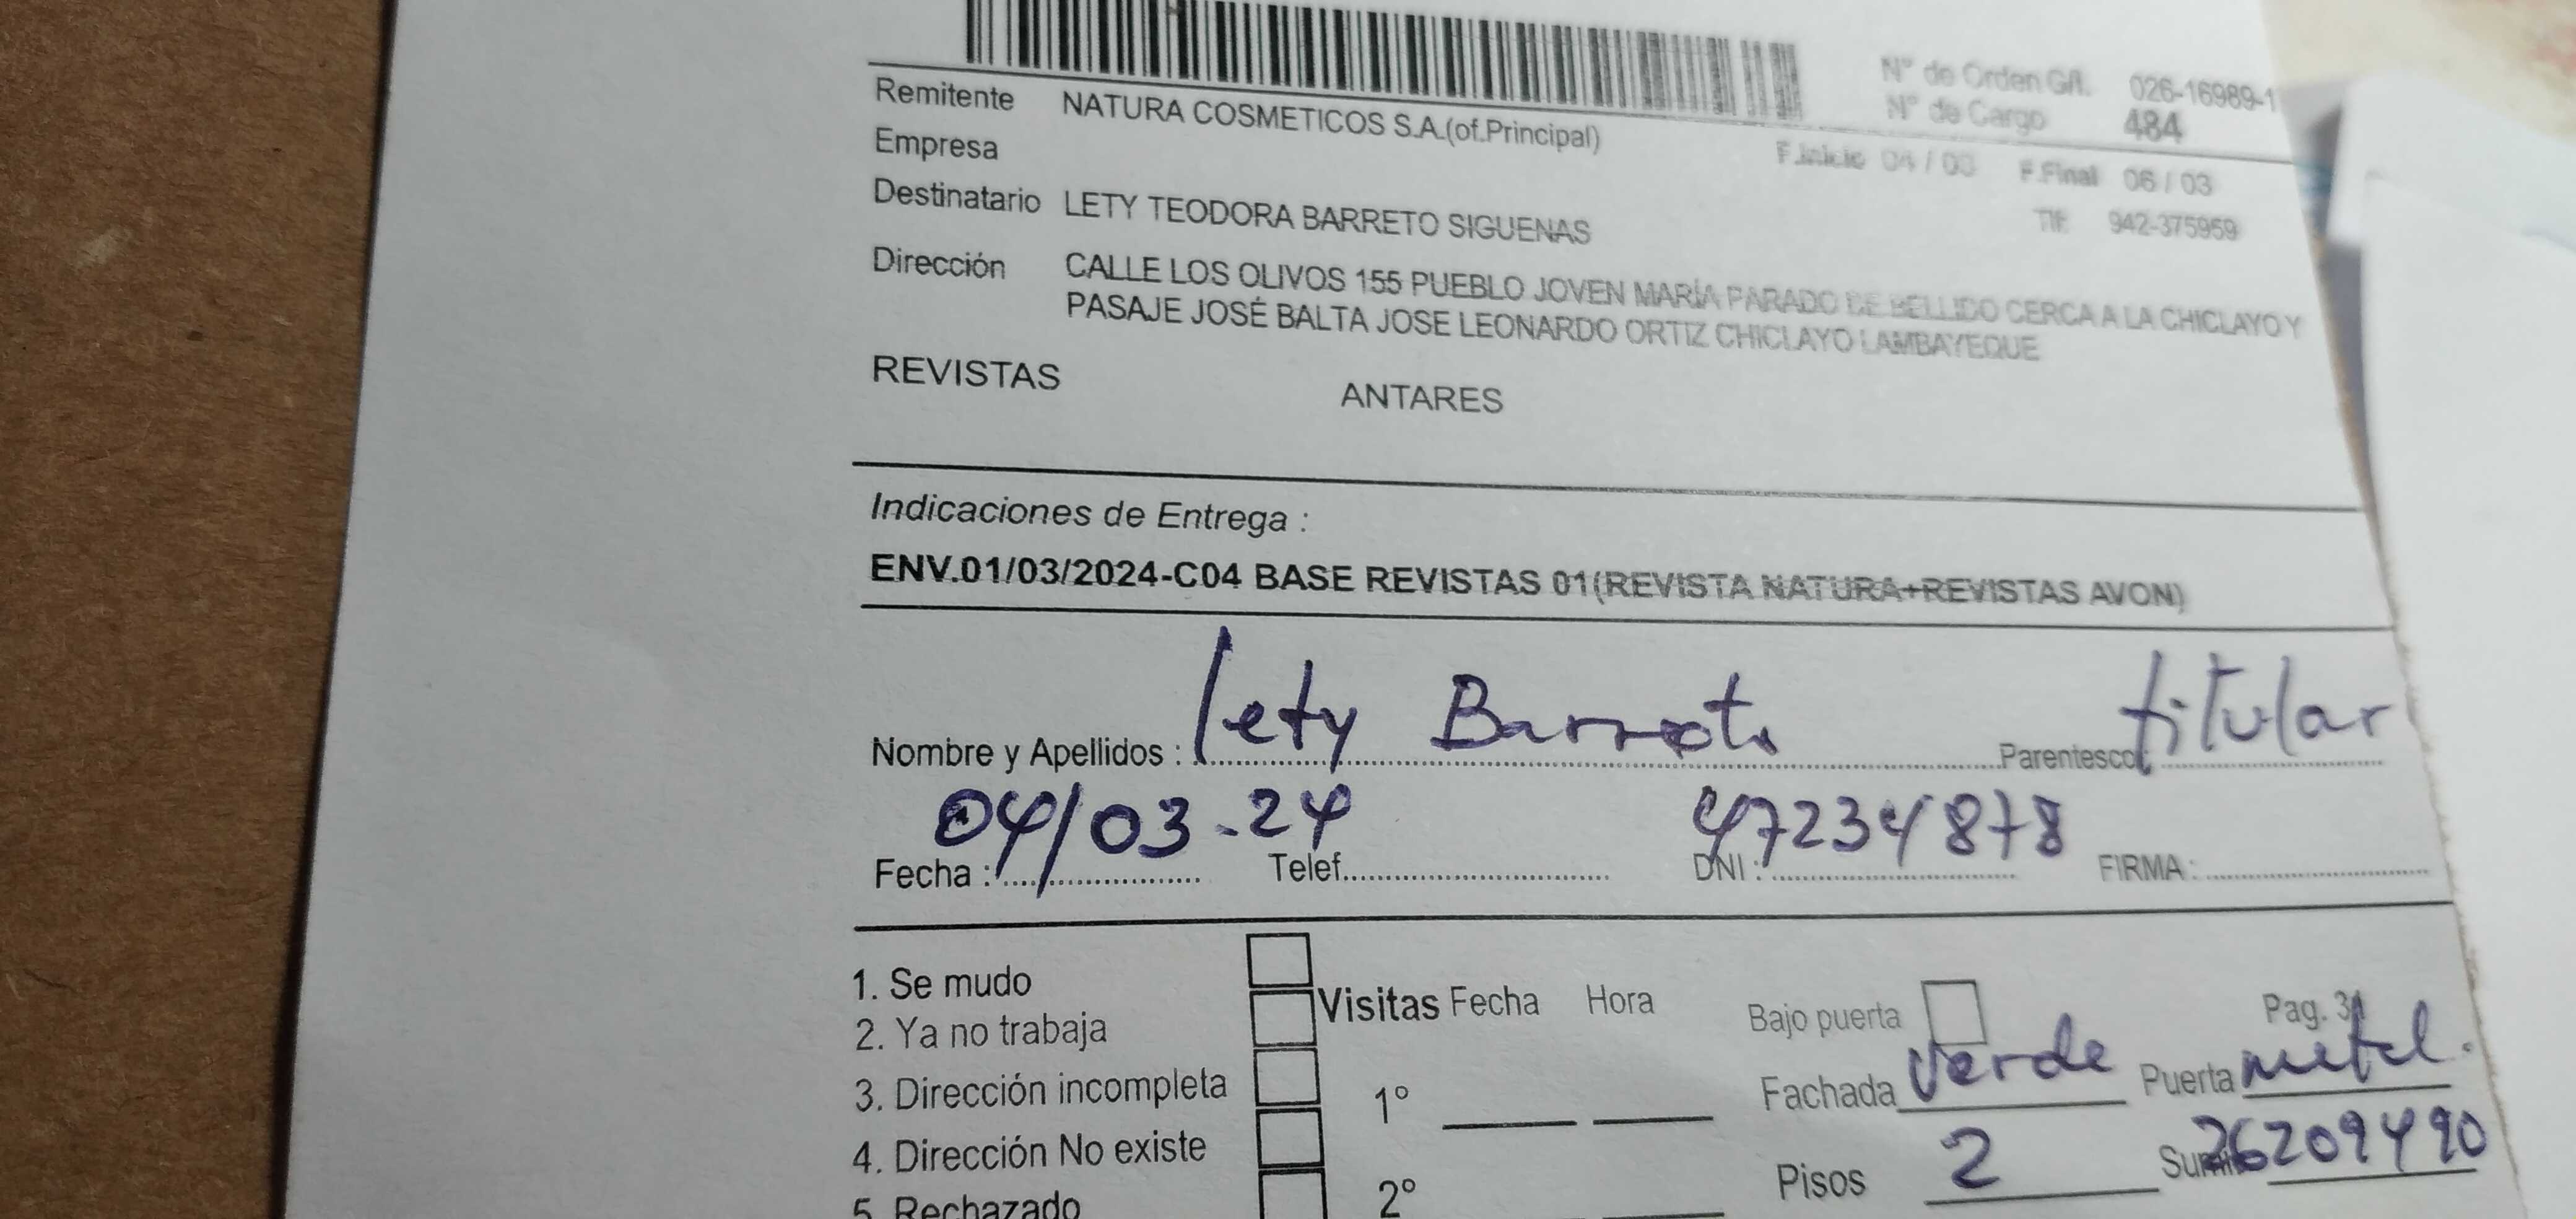 Remitente NATURA COSMETICOS S.A.(of.Principal)
N° de Orden G/I. 026-16989-1
N° de Cargo 484
Empresa
F.Inicio 04 / 03 F.Final 06 / 03
Destinatario LETY TEODORA BARRETO SIGUENAS
Tlf: 942-375959
Dirección CALLE LOS OLIVOS 155 PUEBLO JOVEN MARÍA PARADO DE BELLIDO CERCA A LA CHICLAYO Y
PASAJE JOSÉ BALTA JOSE LEONARDO ORTIZ CHICLAYO LAMBAYEQUE
REVISTAS ANTARES
Indicaciones de Entrega :
ENV.01/03/2024-C04 BASE REVISTAS 01(REVISTA NATURA+REVISTAS AVON)
Nombre y Apellidos : lety Barreto Parentesco: titular
Fecha : 04/03-24 Telef. DNI : 47234878 FIRMA :
1. Se mudo
2. Ya no trabaja
3. Dirección incompleta
4. Dirección No existe
5. Rechazado
Visitas Fecha Hora
1°
2°
Bajo puerta Pag. 31
Fachada verde Puerta metal.
Pisos 2 26209490